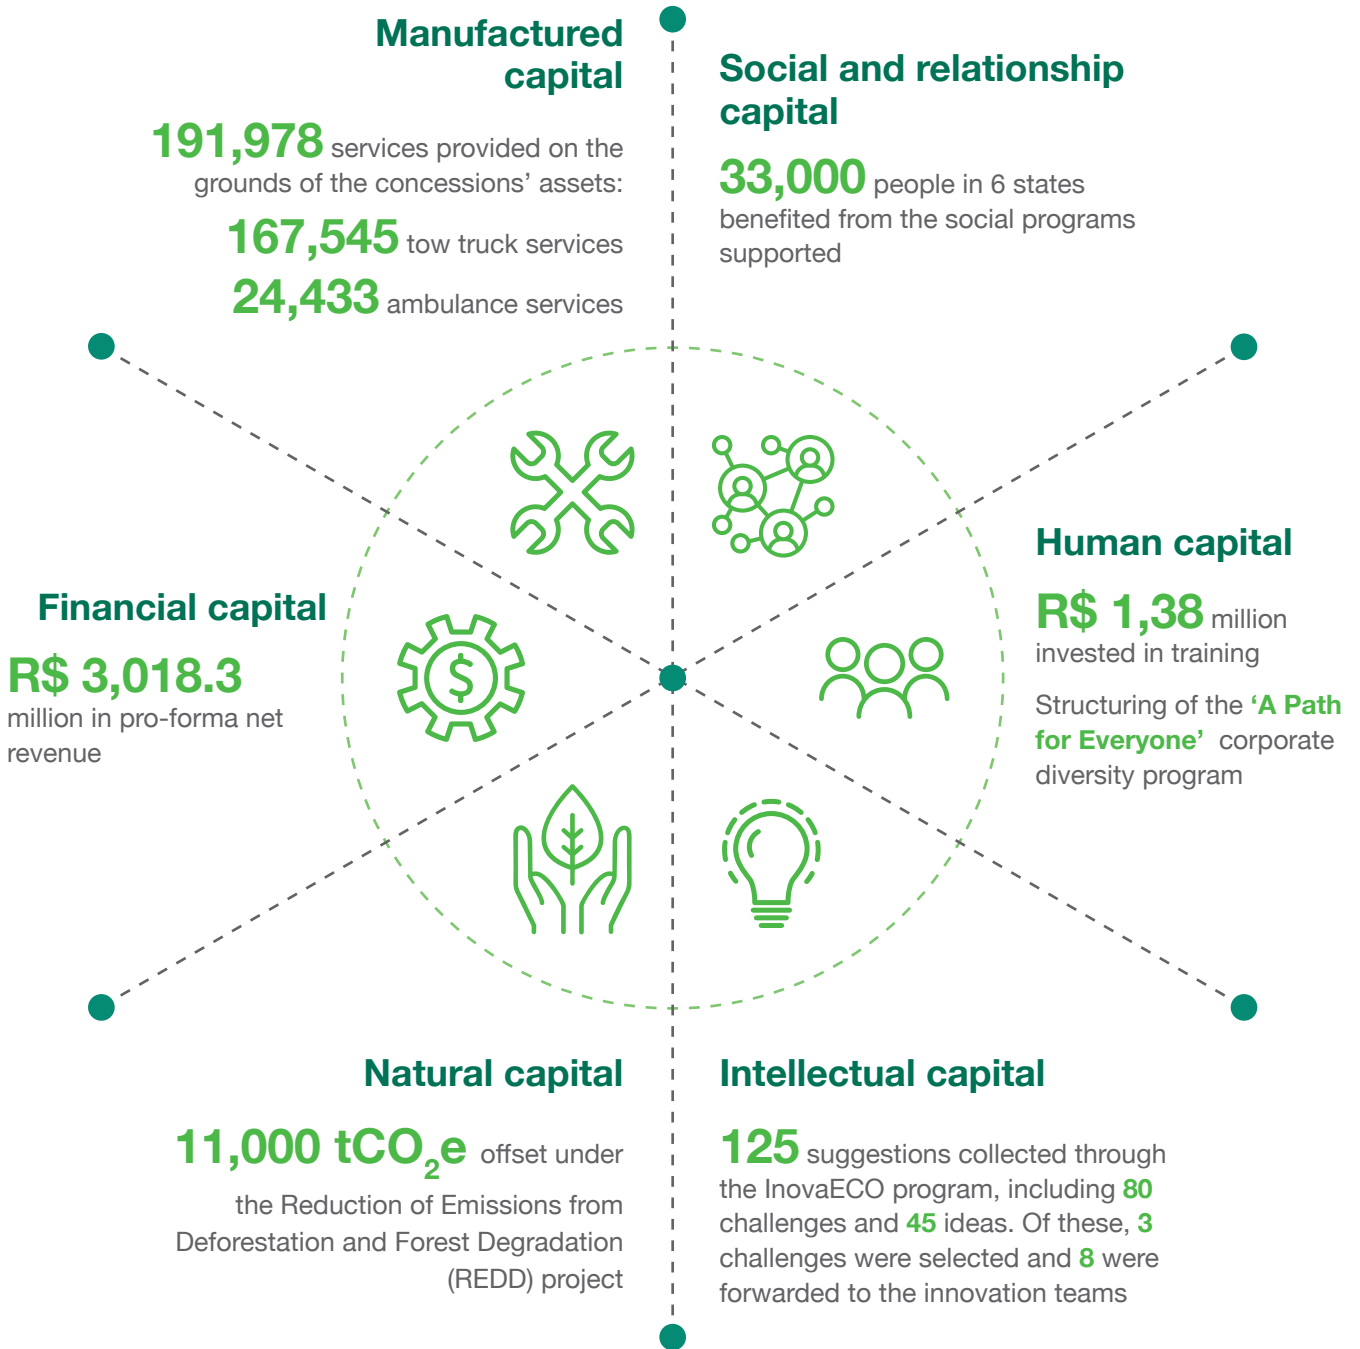 Manufactured
capital
191,978 services provided on the
grounds of the concessions’ assets:
167,545 tow truck services
24,433 ambulance services
Social and relationship
capital
33,000 people in 6 states
benefited from the social programs
supported
Human capital
R$ 1,38 million
invested in training
Structuring of the ‘A Path
for Everyone’ corporate
diversity program
Financial capital
R$ 3,018.3
million in pro-forma net
revenue
$
Natural capital
11,000 tCO₂e offset under
the Reduction of Emissions from
Deforestation and Forest Degradation
(REDD) project
Intellectual capital
125 suggestions collected through
the InovaECO program, including 80
challenges and 45 ideas. Of these, 3
challenges were selected and 8 were
forwarded to the innovation teams